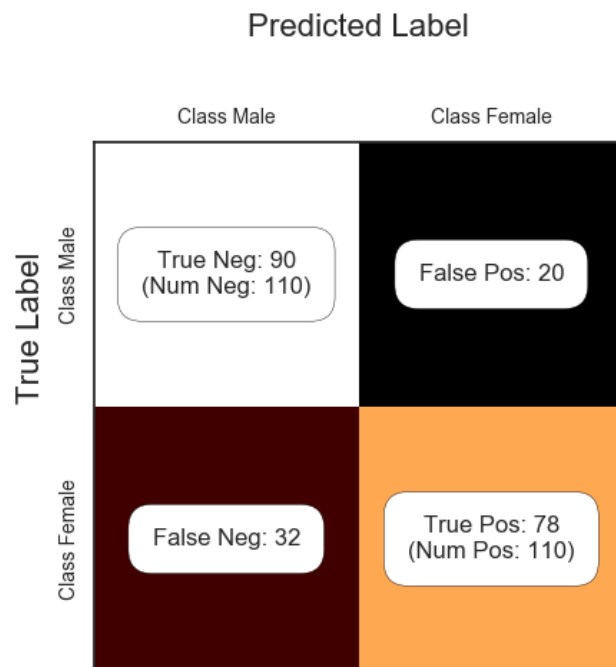 Predicted Label
Class Male
Class Female
True Label
Class Male
True Neg: 90
(Num Neg: 110)
False Pos: 20
Class Female
False Neg: 32
True Pos: 78
(Num Pos: 110)